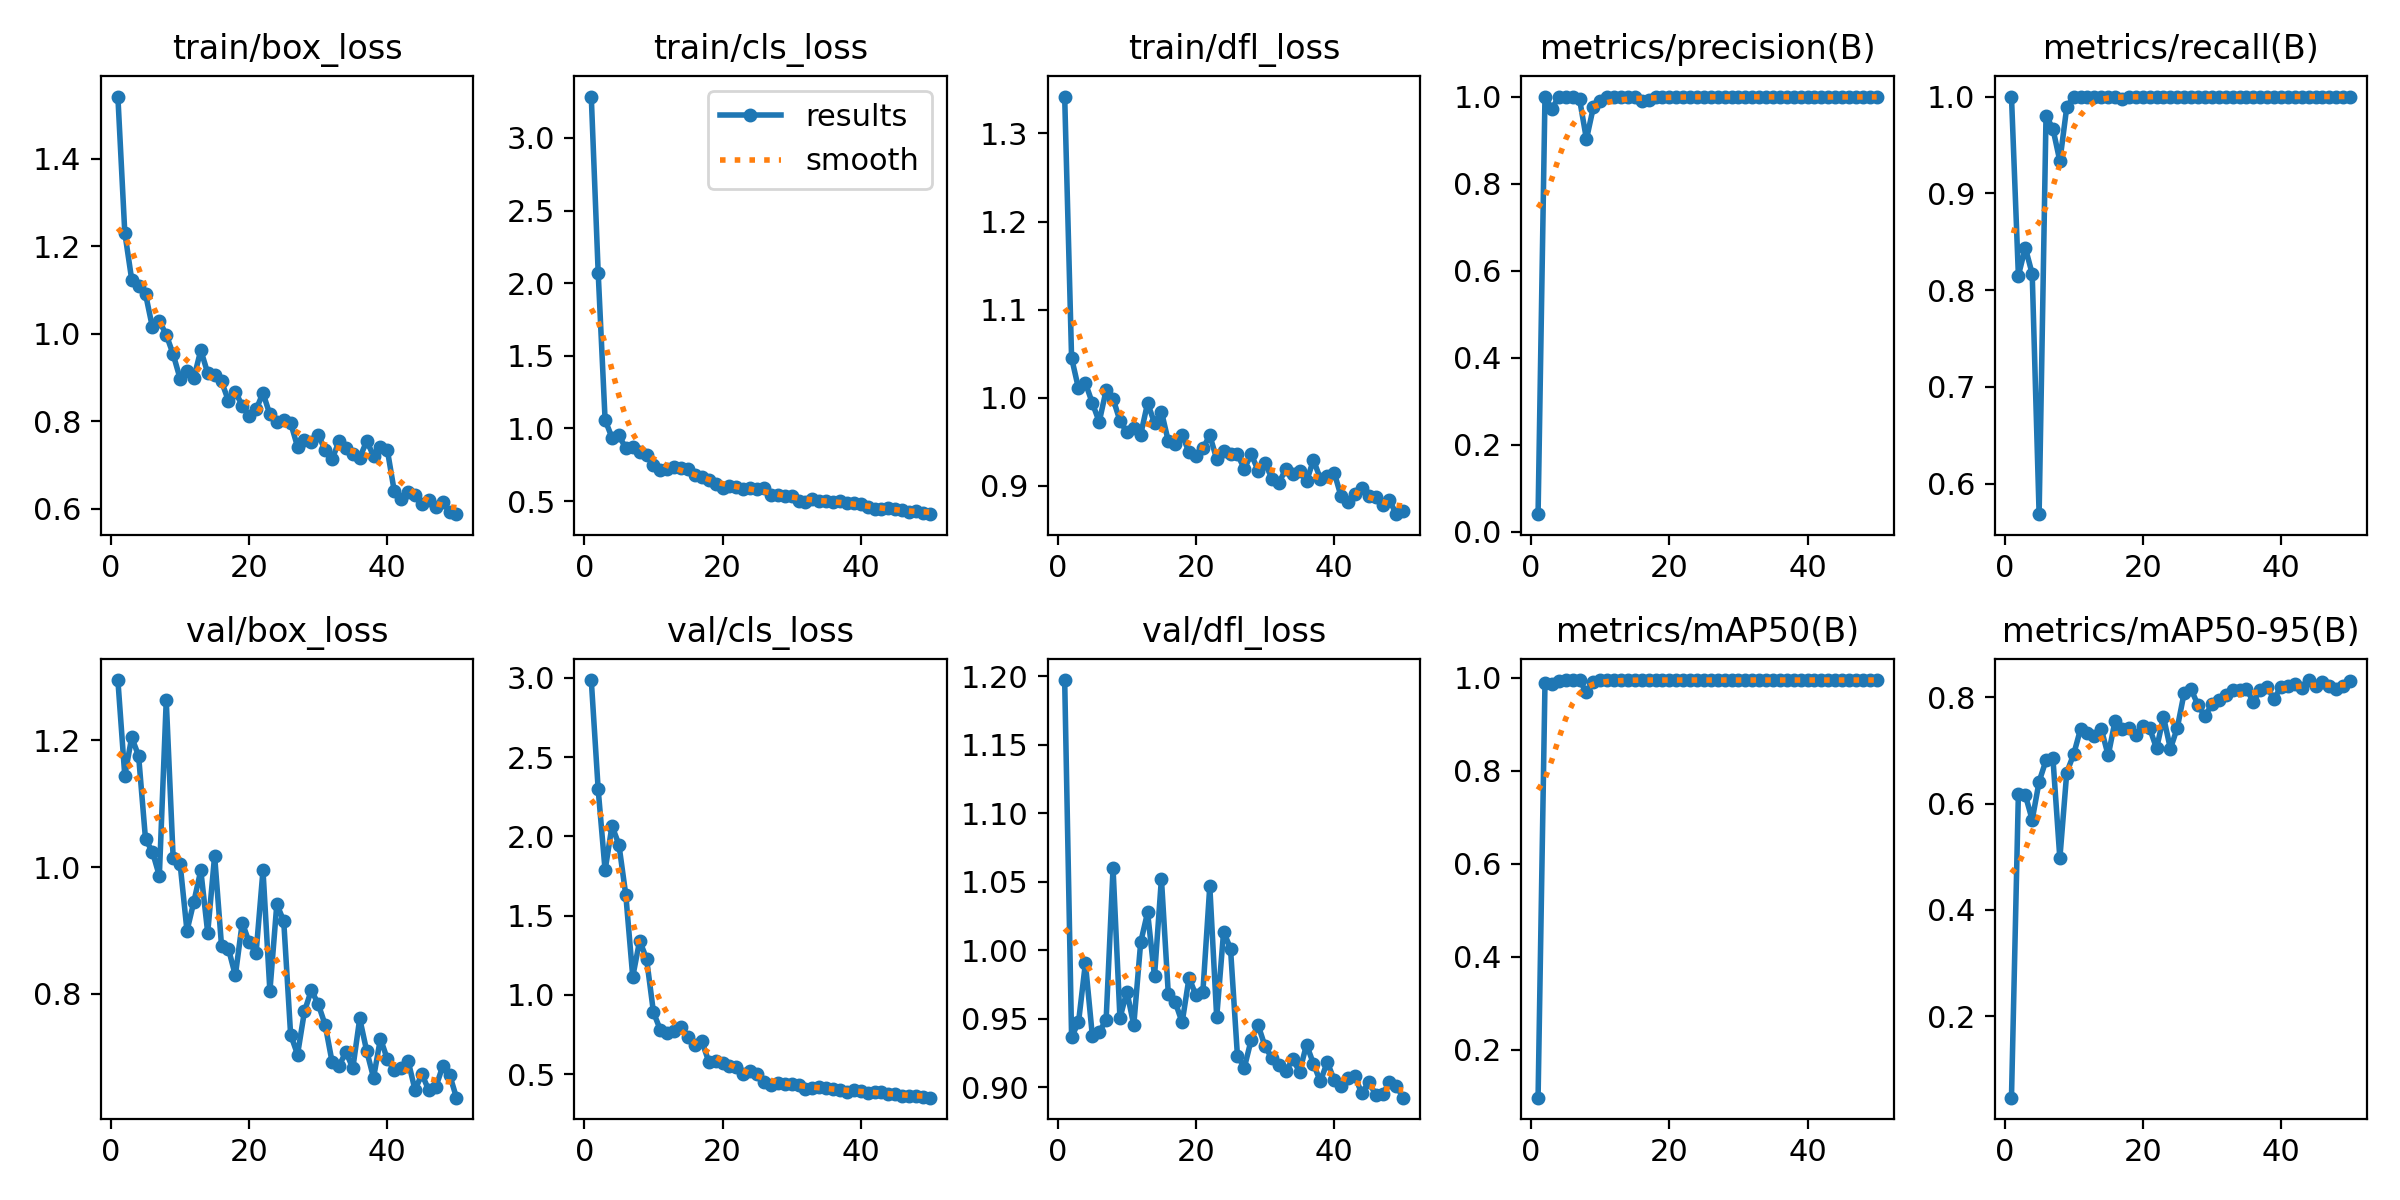 train/box_loss
1.4
1.2
1.0
0.8
0.6
0 20 40
train/cls_loss
results
smooth
3.0
2.5
2.0
1.5
1.0
0.5
0 20 40
train/dfl_loss
1.3
1.2
1.1
1.0
0.9
0 20 40
metrics/precision(B)
1.0
0.8
0.6
0.4
0.2
0.0
0 20 40
metrics/recall(B)
1.0
0.9
0.8
0.7
0.6
0 20 40
val/box_loss
1.2
1.0
0.8
0 20 40
val/cls_loss
3.0
2.5
2.0
1.5
1.0
0.5
0 20 40
val/dfl_loss
1.20
1.15
1.10
1.05
1.00
0.95
0.90
0 20 40
metrics/mAP50(B)
1.0
0.8
0.6
0.4
0.2
0 20 40
metrics/mAP50-95(B)
0.8
0.6
0.4
0.2
0 20 40